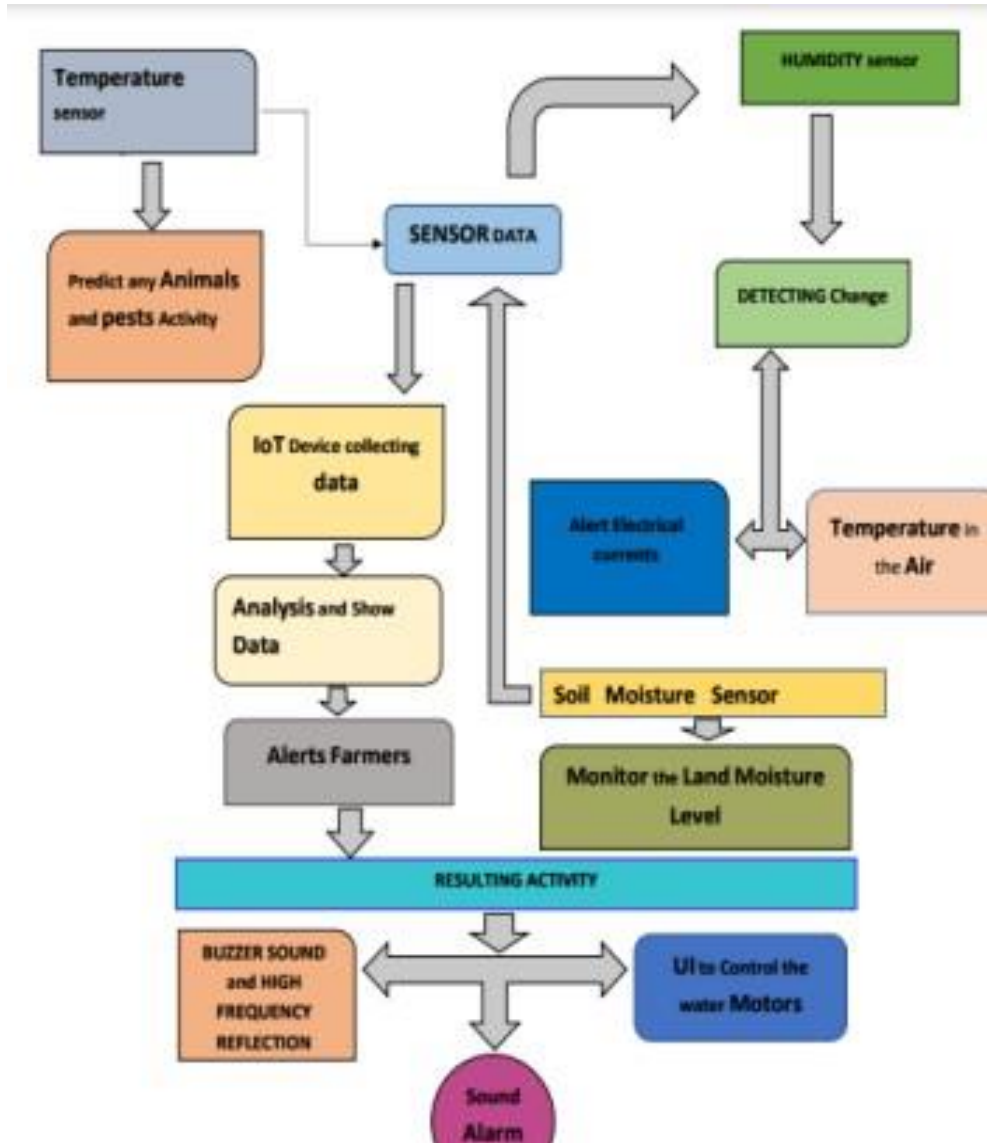 Temperature
sensor
HUMIDITY sensor
SENSOR DATA
Predict any Animals
and pests Activity
DETECTING Change
IoT Device collecting
data
Alert Electrical
currents
Temperature in
the Air
Analysis and Show
Data
Soil Moisture Sensor
Alerts Farmers
Monitor the Land Moisture
Level
RESULTING ACTIVITY
BUZZER SOUND
and HIGH
FREQUENCY
REFLECTION
UI to Control the
water Motors
Sound
Alarm